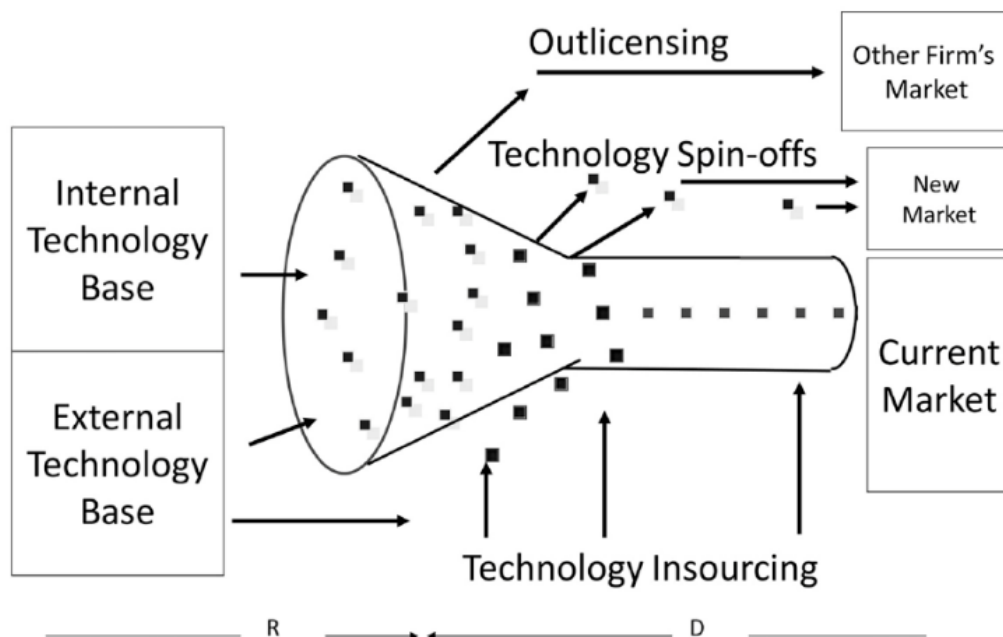 Outlicensing
Other Firm's
Market
Technology Spin-offs
New
Market
Internal
Technology
Base
External
Technology
Base
Current
Market
Technology Insourcing
R
D